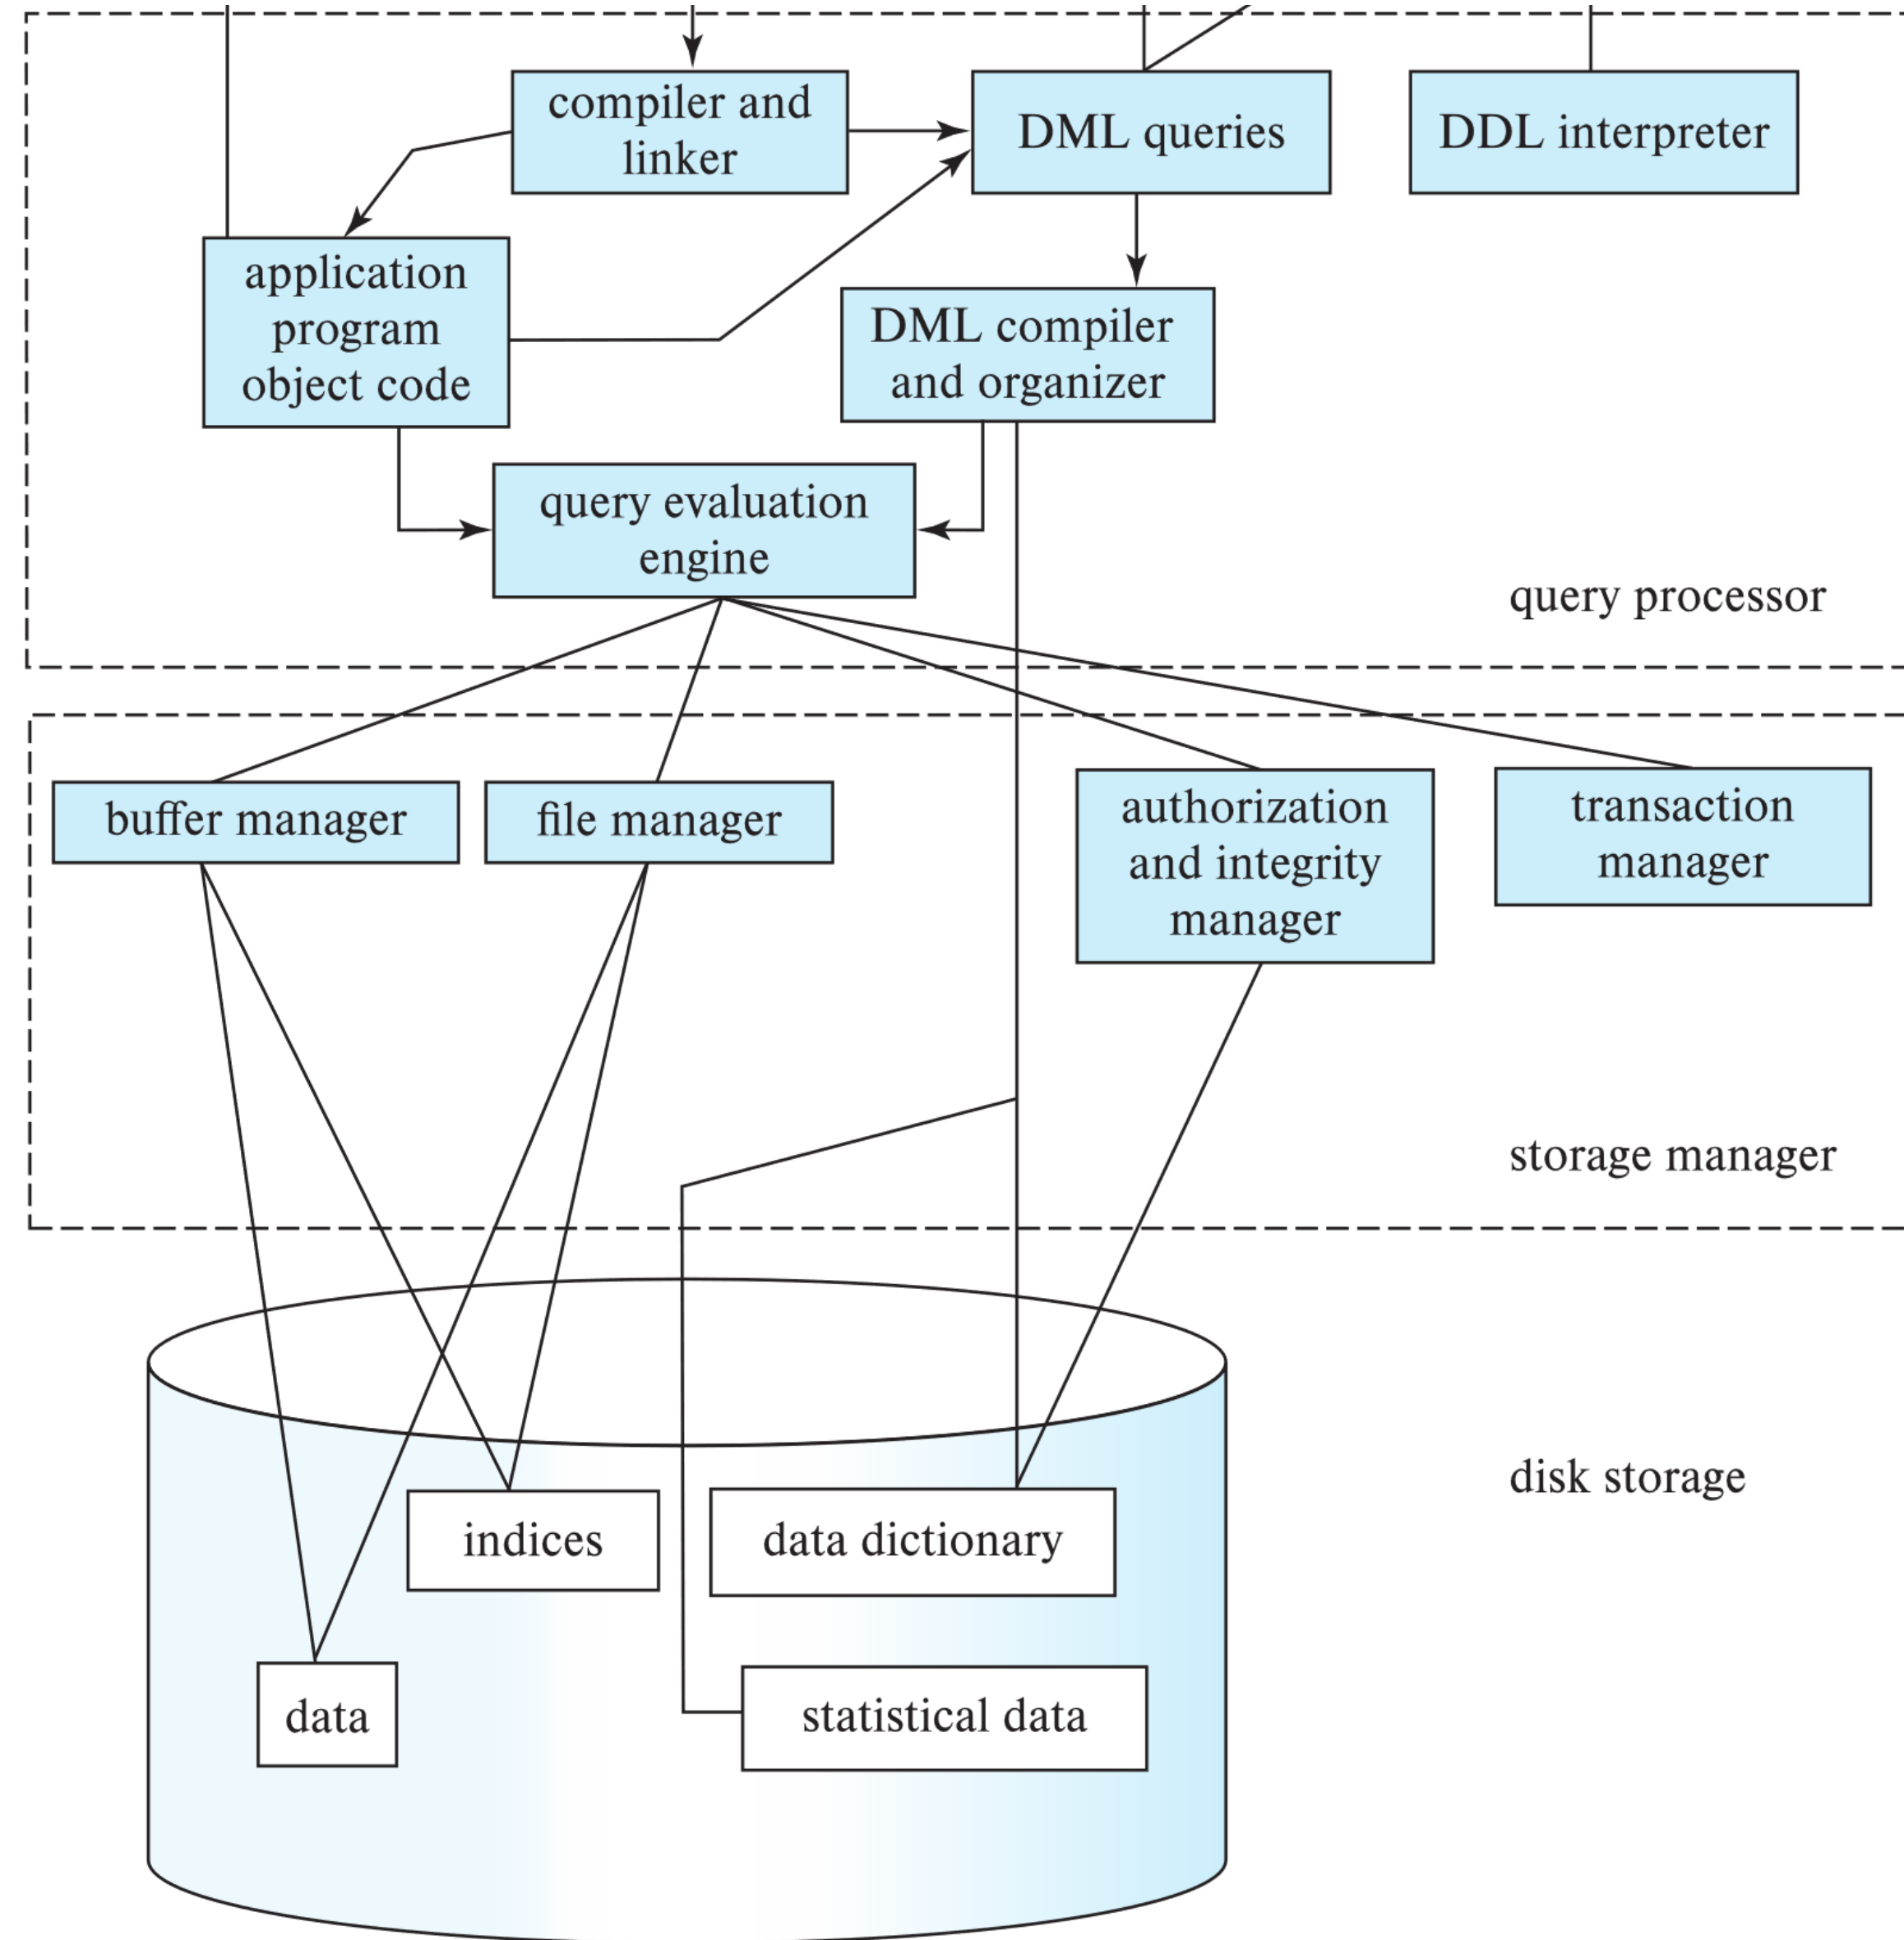 compiler and
linker
DML queries
DDL interpreter
application
program
object code
DML compiler
and organizer
query evaluation
engine
query processor
buffer manager
file manager
authorization
and integrity
manager
transaction
manager
storage manager
disk storage
indices
data dictionary
data
statistical data